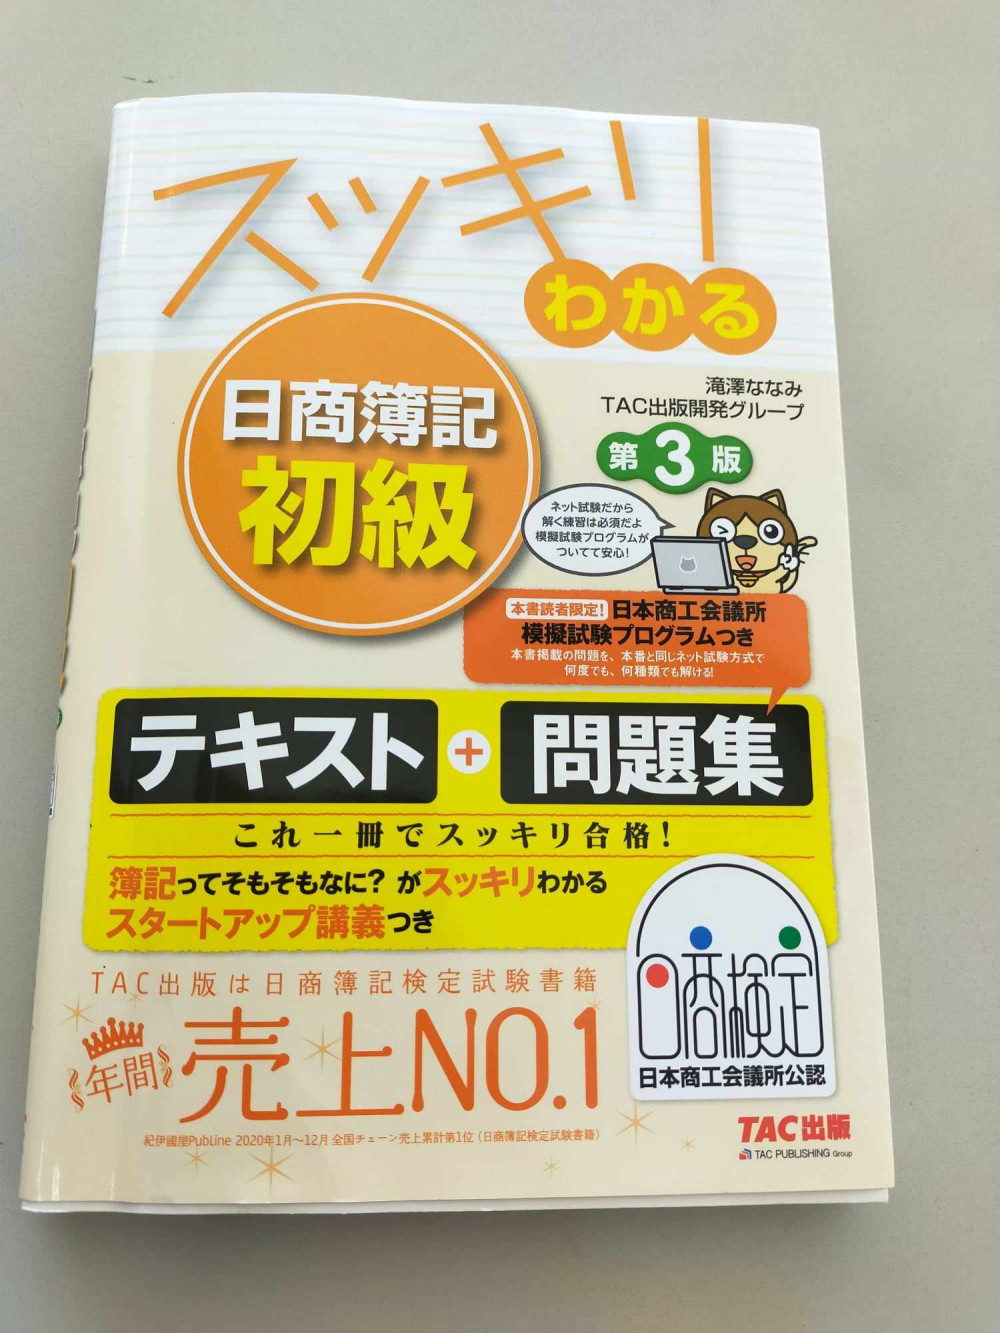 スッキリ
わかる
日商簿記
初級
滝澤ななみ
TAC出版開発グループ
第3版
ネット試験だから
解く練習は必須だよ
模擬試験プログラムが
ついてて安心!
本書読者限定! 日本商工会議所
模擬試験プログラムつき
本書掲載の問題を、本番と同じネット試験方式で
何度でも、何種類でも解ける!
テキスト+問題集
これ一冊でスッキリ合格!
簿記ってそもそもなに? がスッキリわかる
スタートアップ講義つき
TAC出版は日商簿記検定試験書籍
年間 売上NO.1
紀伊國屋PubLine 2020年1月〜12月 全国チェーン売上累計第1位(日商簿記検定試験書籍)
日商検定
日本商工会議所公認
TAC出版
TAC PUBLISHING Group